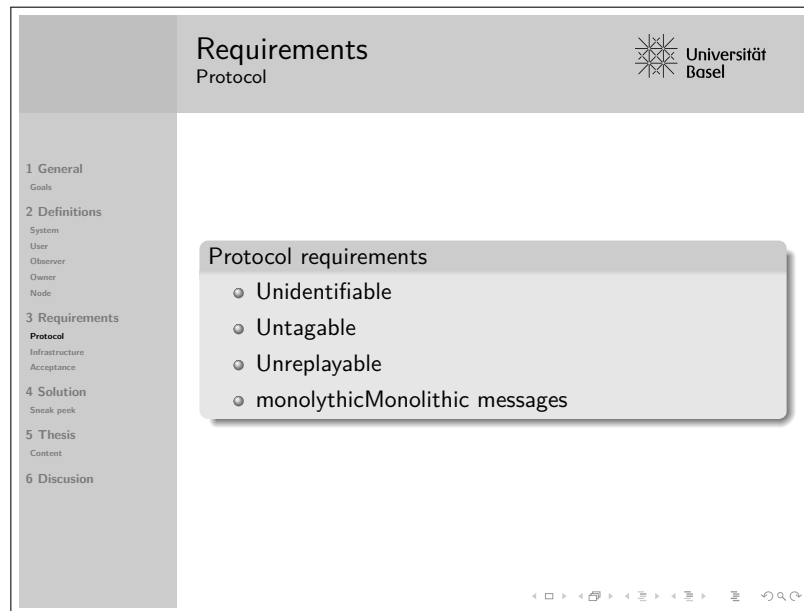 Requirements
Protocol
Universität
Basel
1 General
Goals
2 Definitions
System
User
Observer
Owner
Node
3 Requirements
Protocol
Infrastructure
Acceptance
4 Solution
Sneak peek
5 Thesis
Content
6 Discusion
Protocol requirements
Unidentifiable
Untagable
Unreplayable
monolythicMonolithic messages